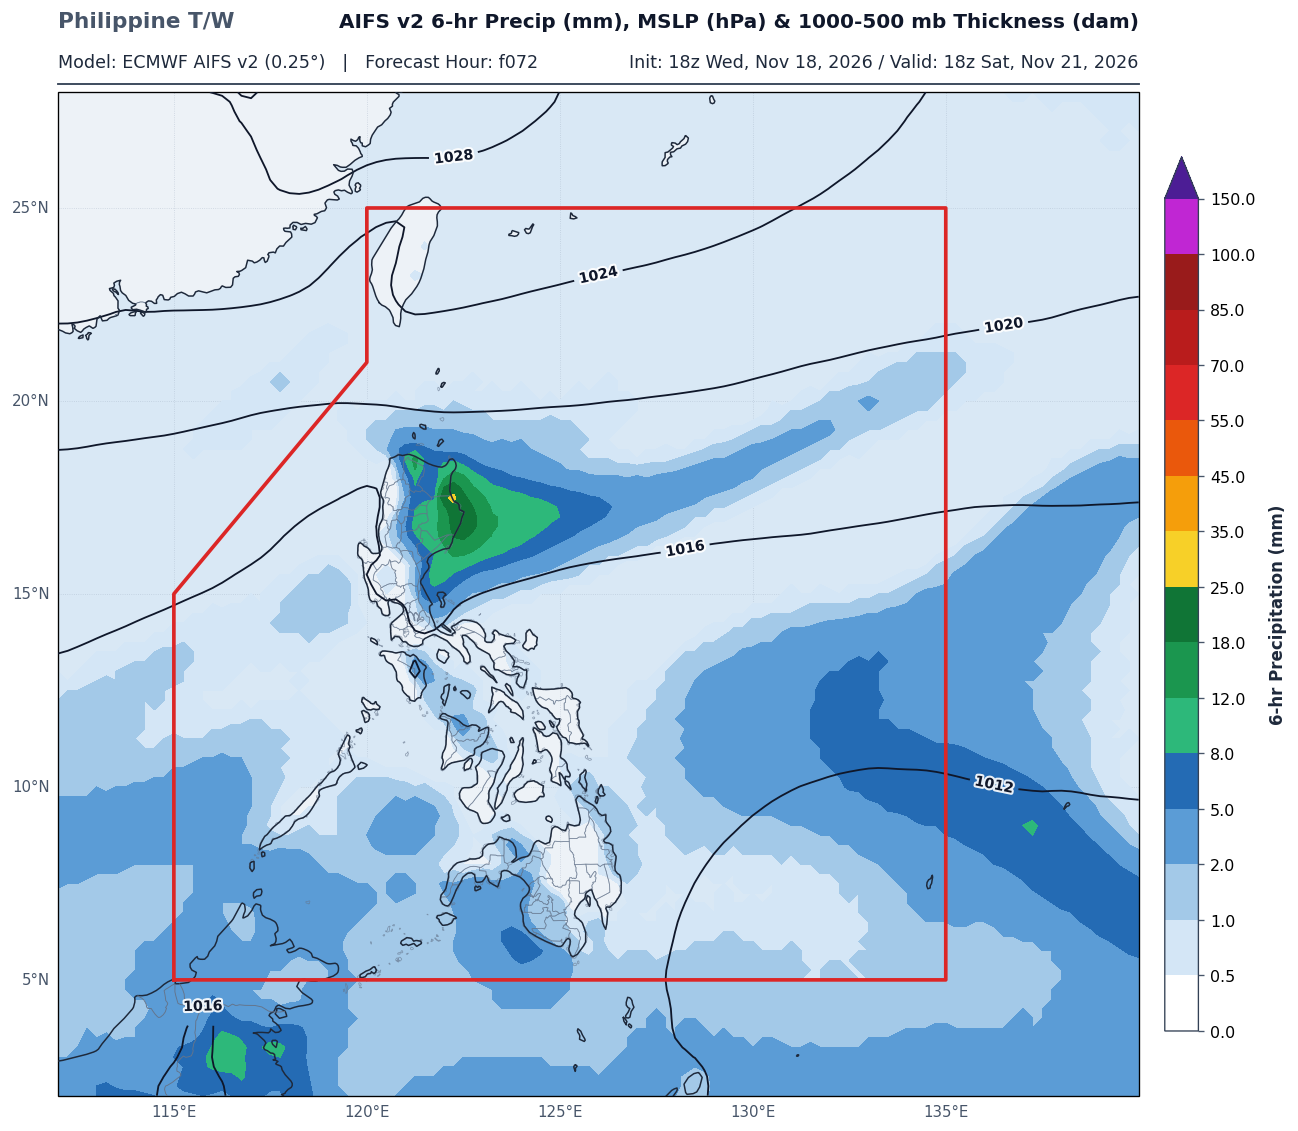 Philippine T/W
AIFS v2 6-hr Precip (mm), MSLP (hPa) & 1000-500 mb Thickness (dam)
Model: ECMWF AIFS v2 (0.25°) | Forecast Hour: f072
Init: 18z Wed, Nov 18, 2026 / Valid: 18z Sat, Nov 21, 2026
1028
1024
1020
1016
1012
1016
25°N
20°N
15°N
10°N
5°N
115°E
120°E
125°E
130°E
135°E
150.0
100.0
85.0
70.0
55.0
45.0
35.0
25.0
18.0
12.0
8.0
5.0
2.0
1.0
0.5
0.0
6-hr Precipitation (mm)